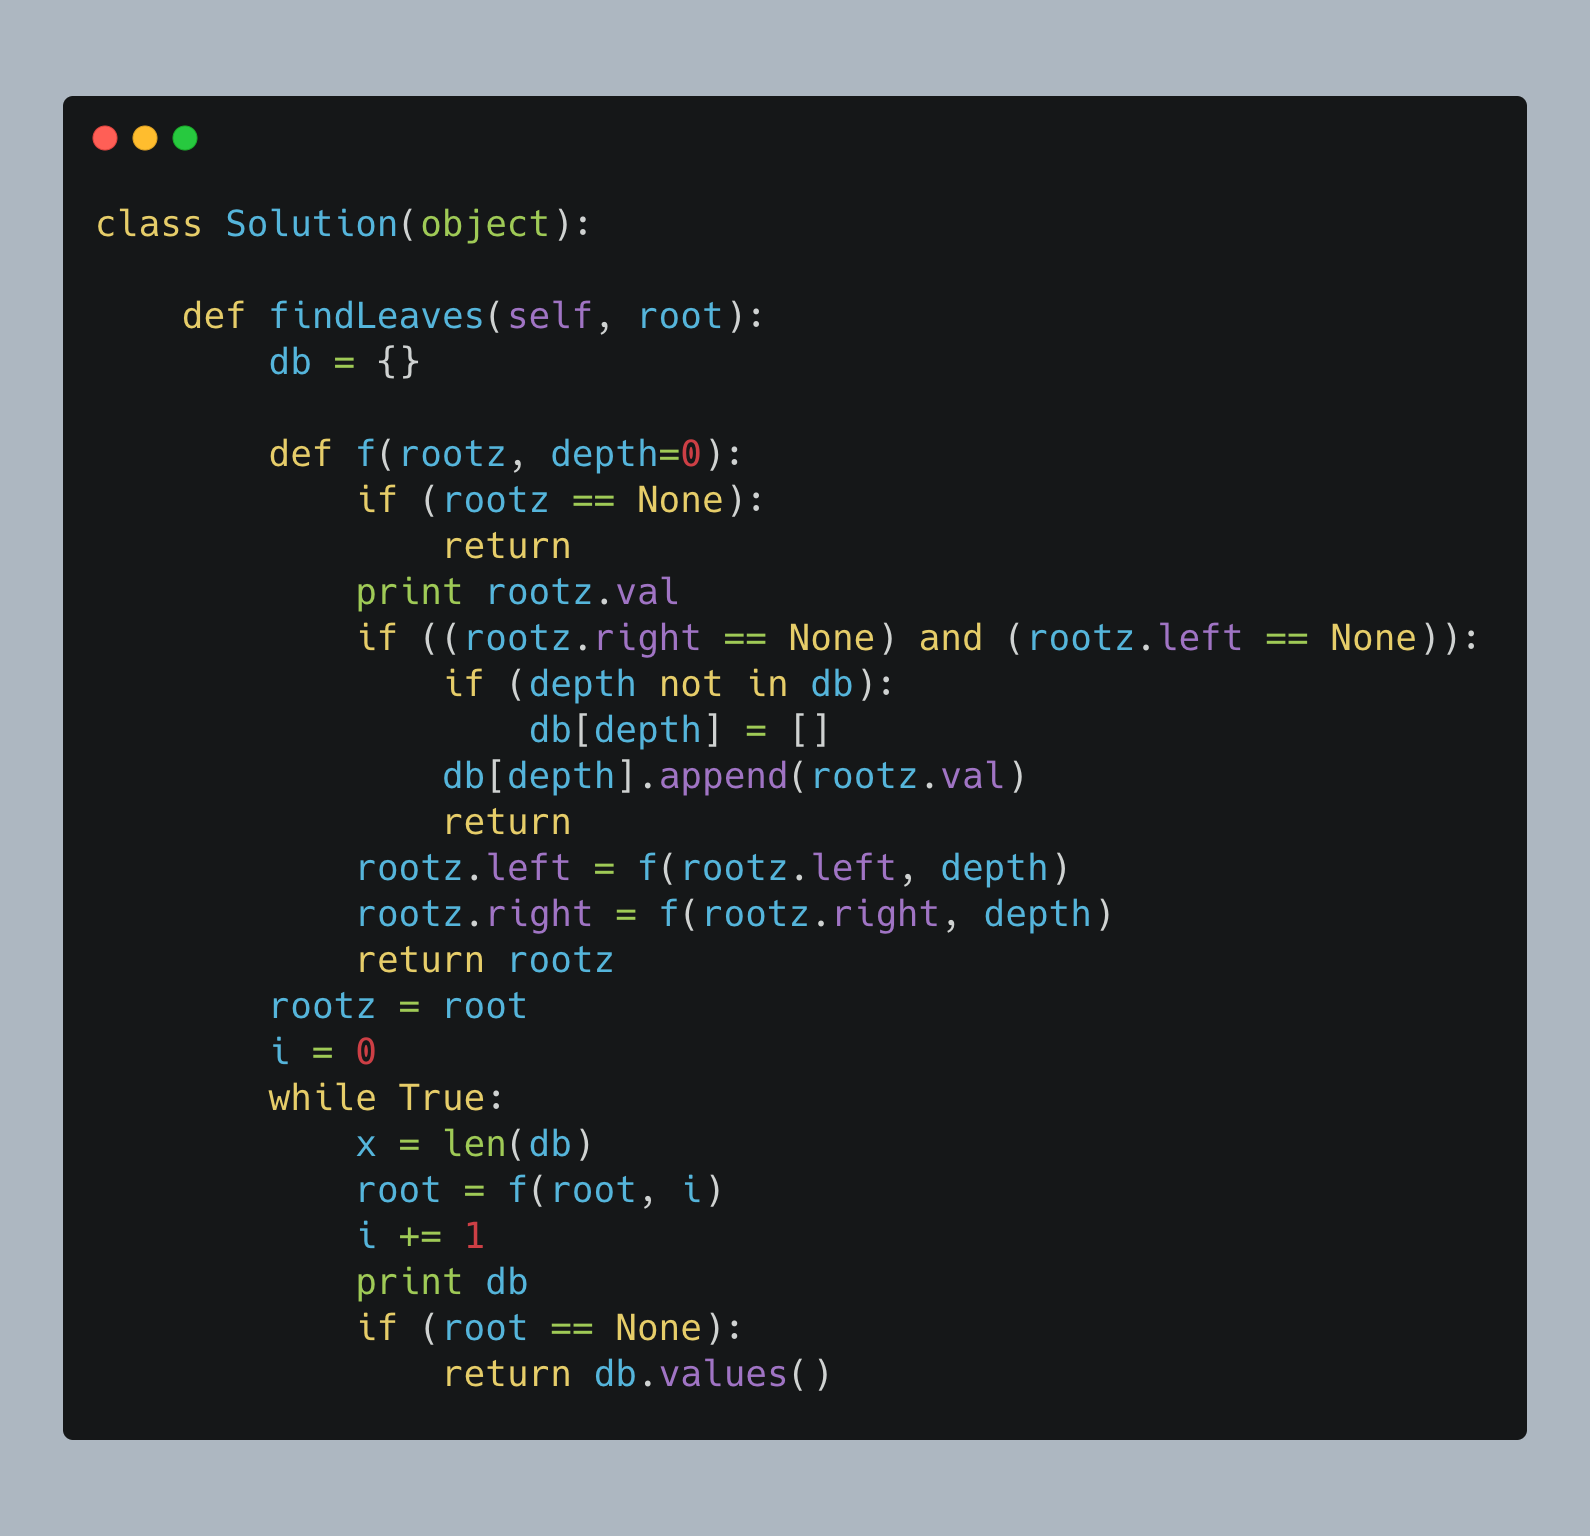 class Solution(object):

    def findLeaves(self, root):
        db = {}

        def f(rootz, depth=0):
            if (rootz == None):
                return
            print rootz.val
            if ((rootz.right == None) and (rootz.left == None)):
                if (depth not in db):
                    db[depth] = []
                db[depth].append(rootz.val)
                return
            rootz.left = f(rootz.left, depth)
            rootz.right = f(rootz.right, depth)
            return rootz
        rootz = root
        i = 0
        while True:
            x = len(db)
            root = f(root, i)
            i += 1
            print db
            if (root == None):
                return db.values()